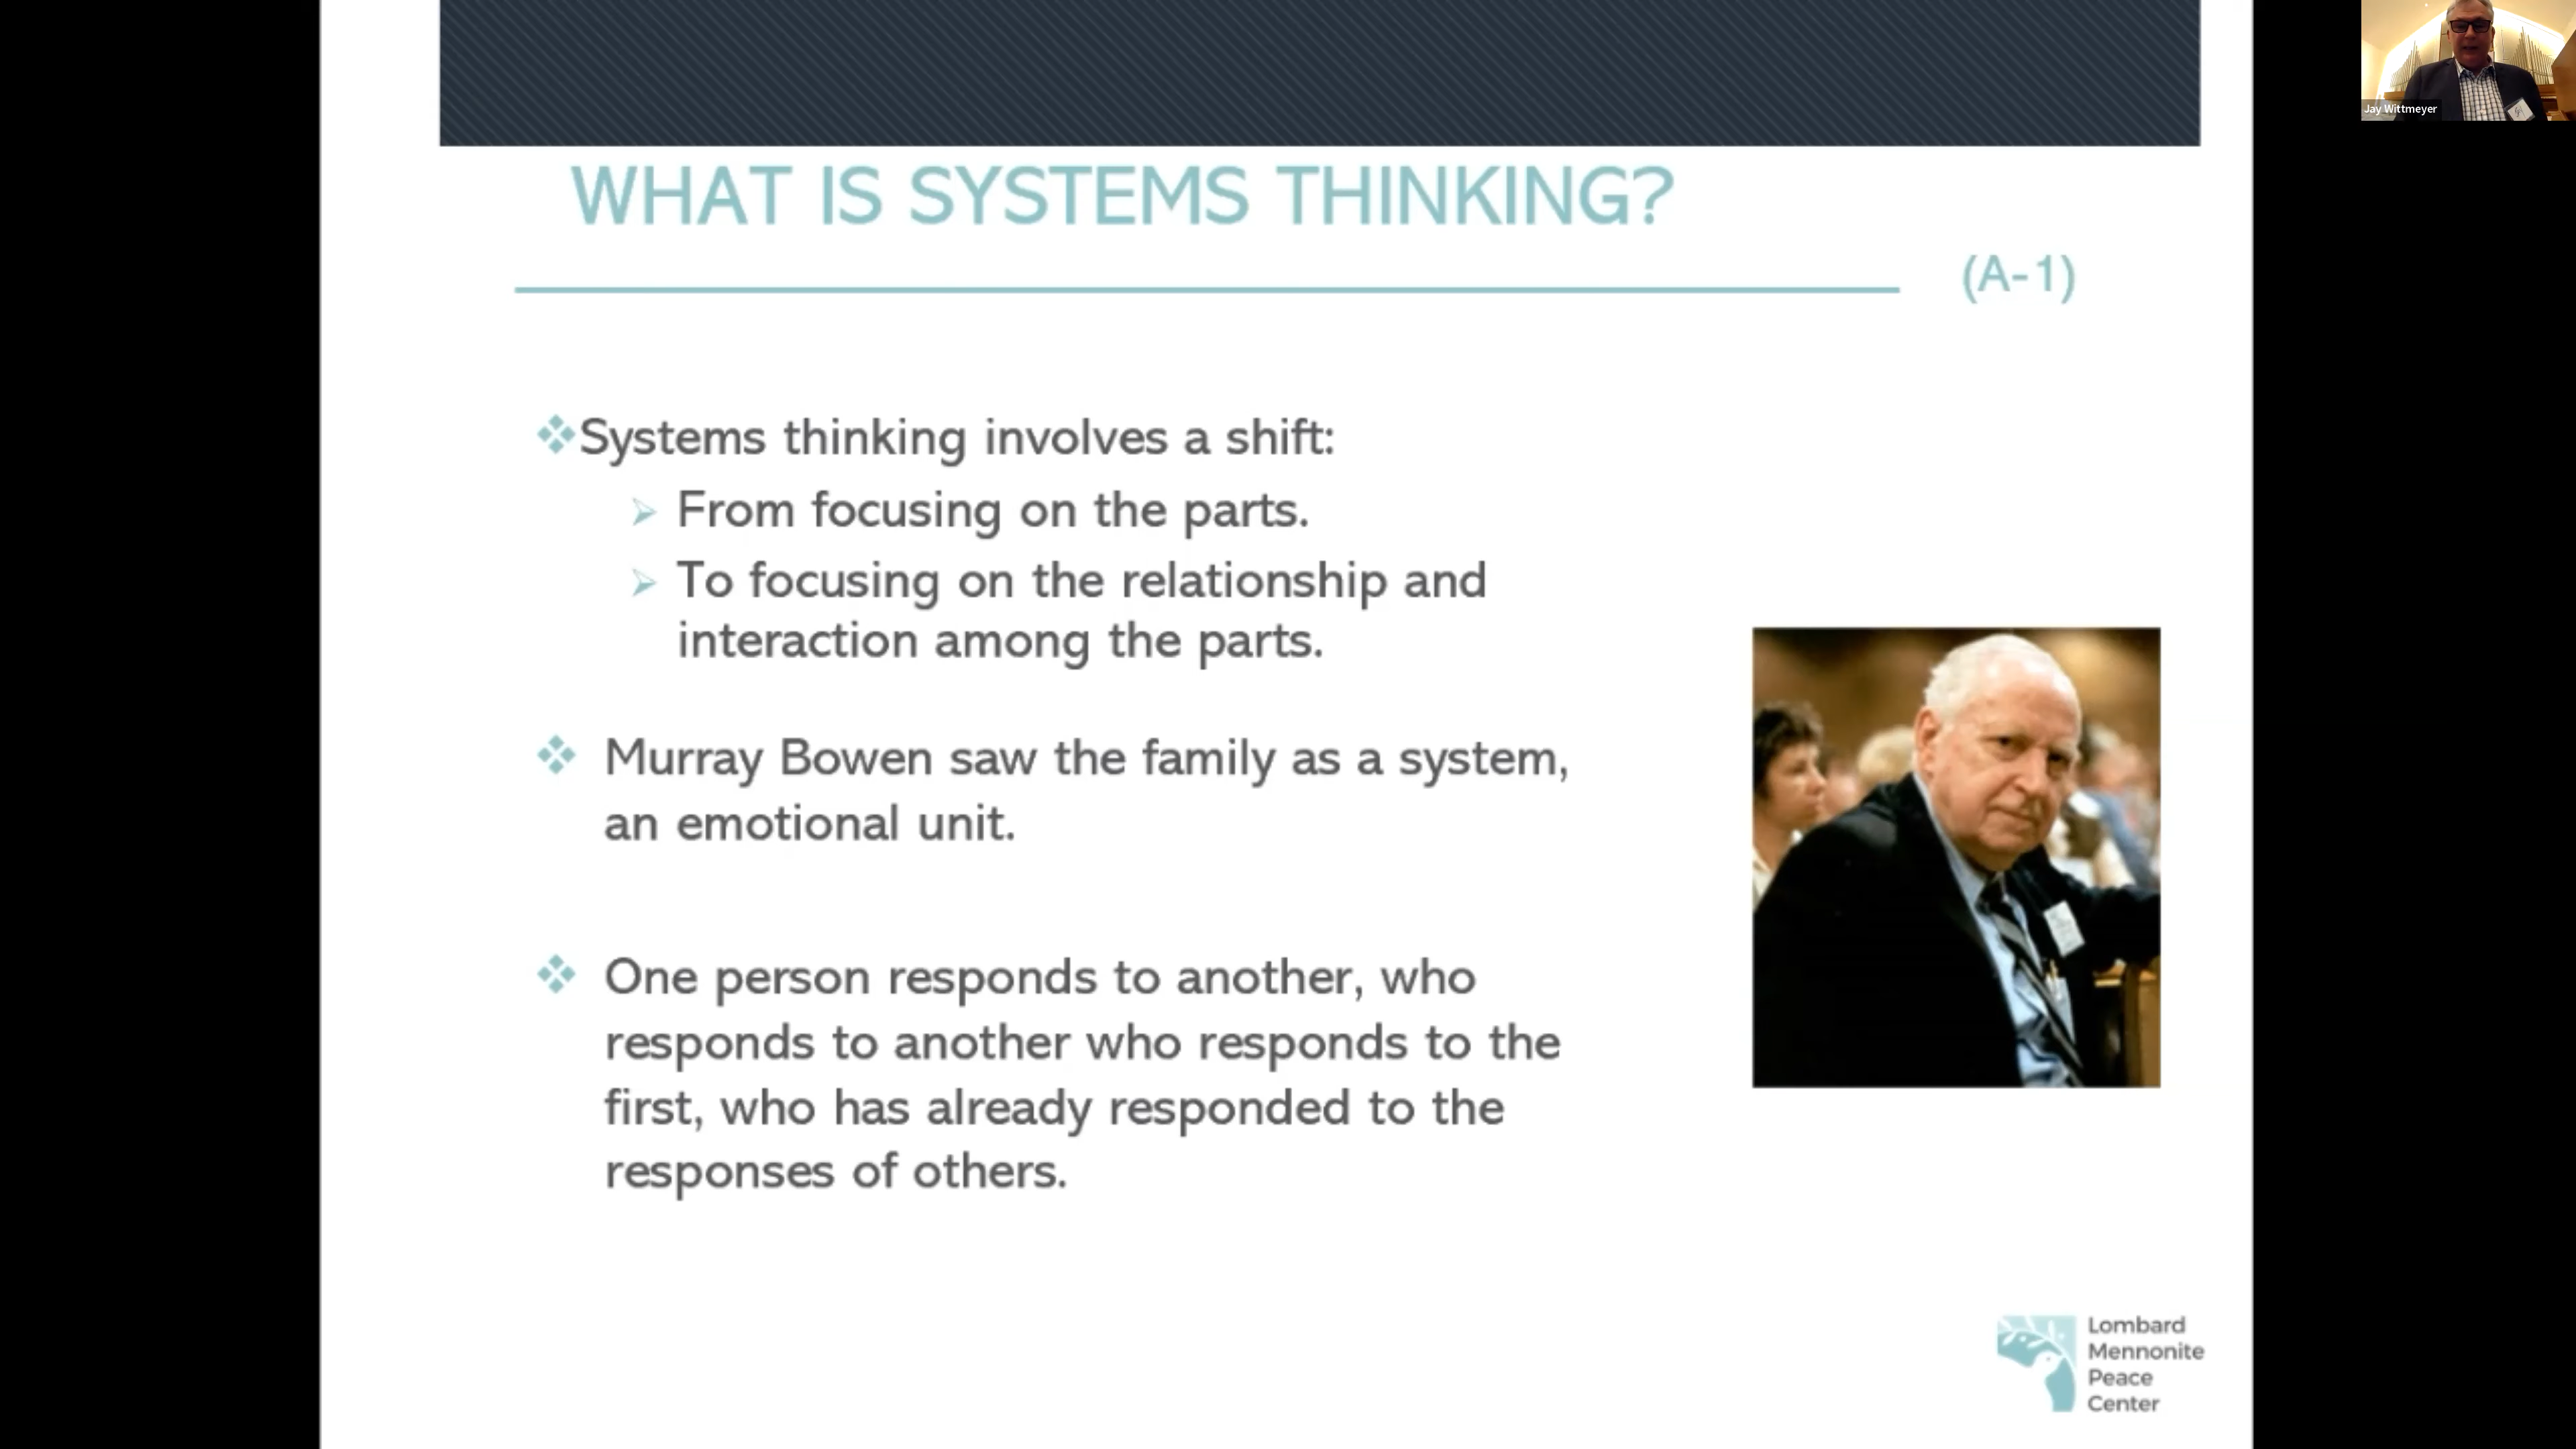 Jay Wittmeyer
WHAT IS SYSTEMS THINKING?
(A-1)
Systems thinking involves a shift:
From focusing on the parts.
To focusing on the relationship and
interaction among the parts.
Murray Bowen saw the family as a system,
an emotional unit.
One person responds to another, who
responds to another who responds to the
first, who has already responded to the
responses of others.
Lombard
Mennonite
Peace
Center